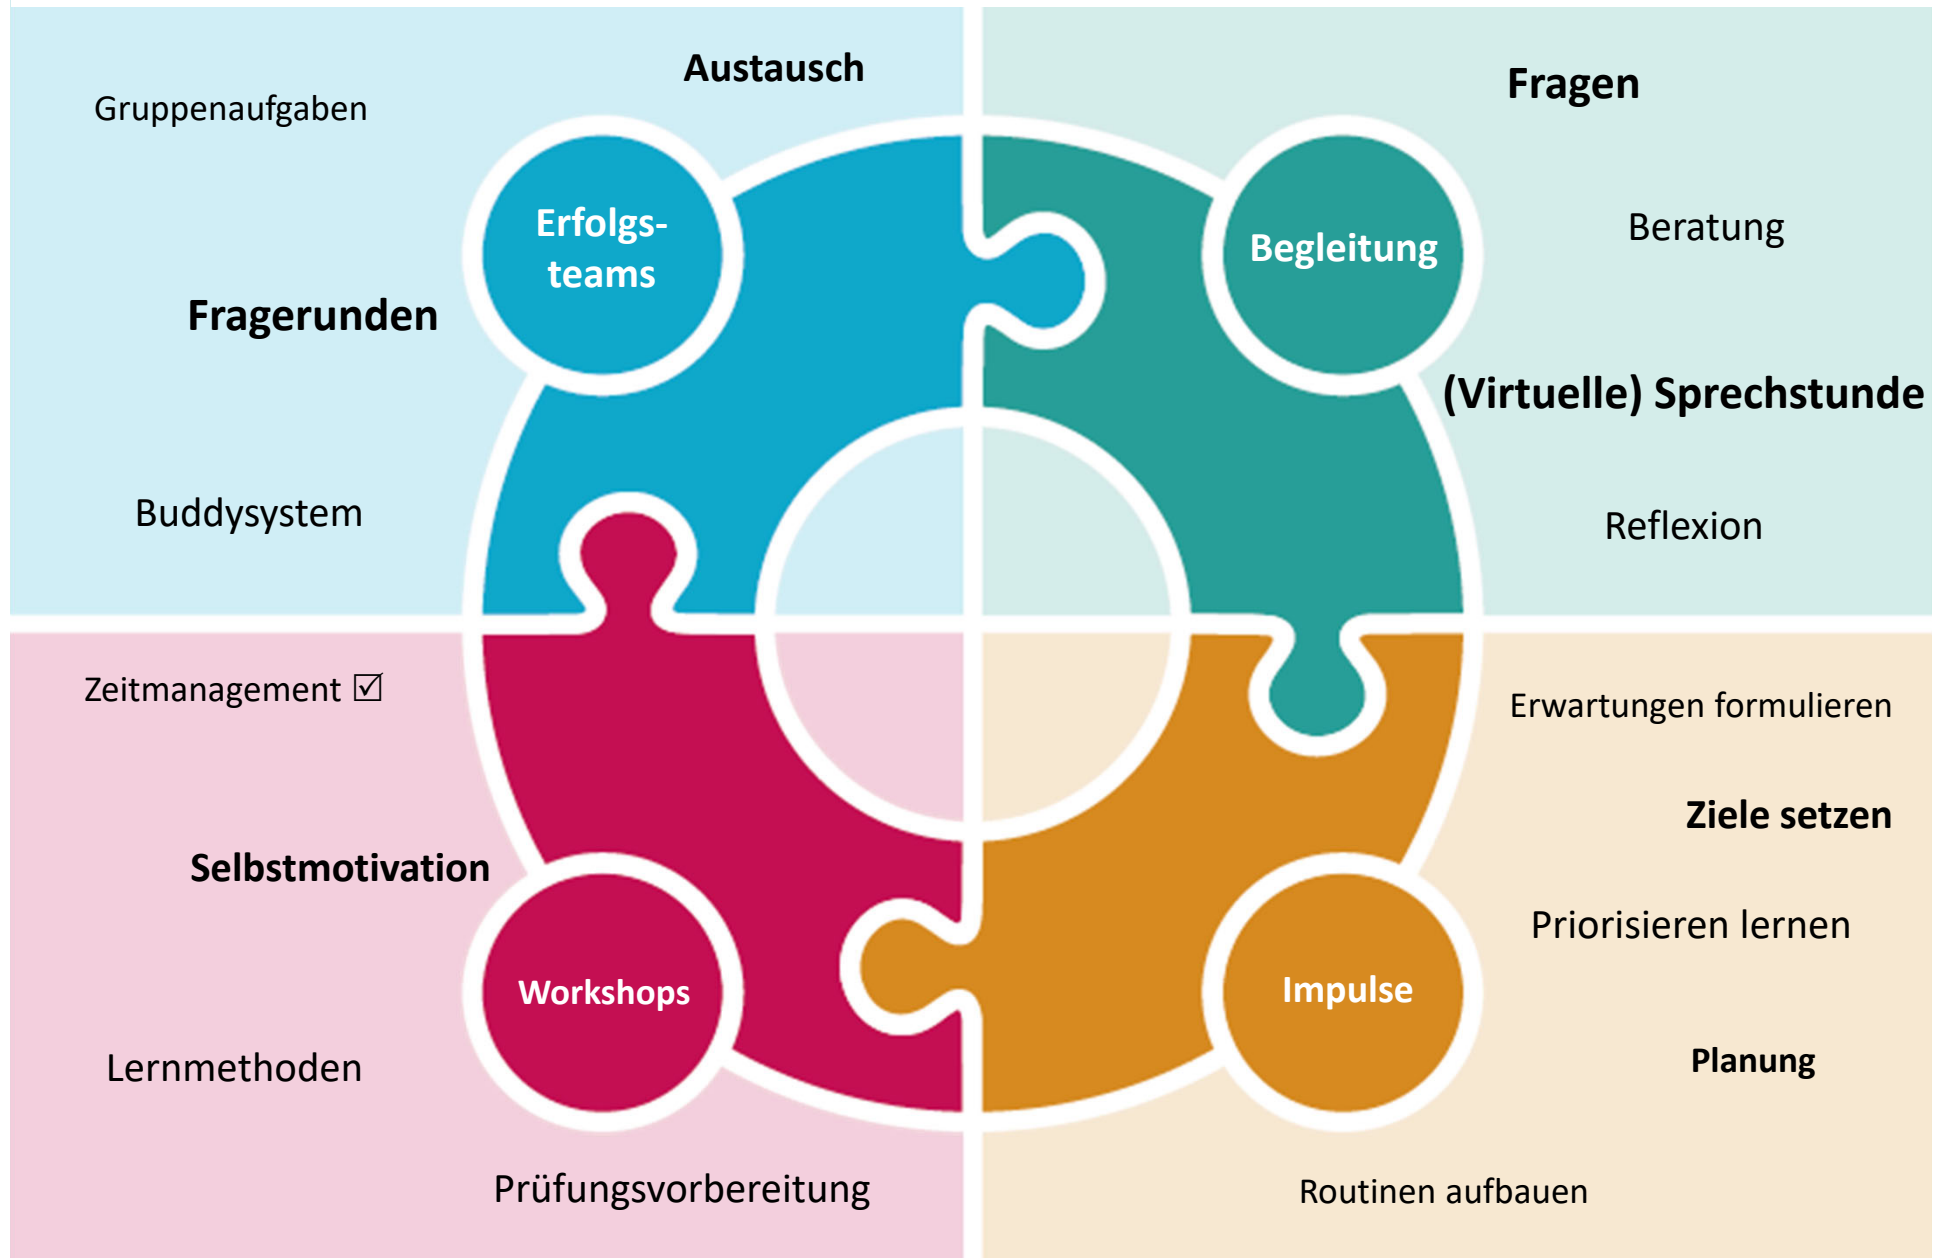 Austausch
Gruppenaufgaben
Erfolgs-
teams
Fragerunden
Buddysystem
Fragen
Beratung
Begleitung
(Virtuelle) Sprechstunde
Reflexion
Zeitmanagement ☑
Selbstmotivation
Workshops
Lernmethoden
Prüfungsvorbereitung
Erwartungen formulieren
Ziele setzen
Priorisieren lernen
Impulse
Planung
Routinen aufbauen